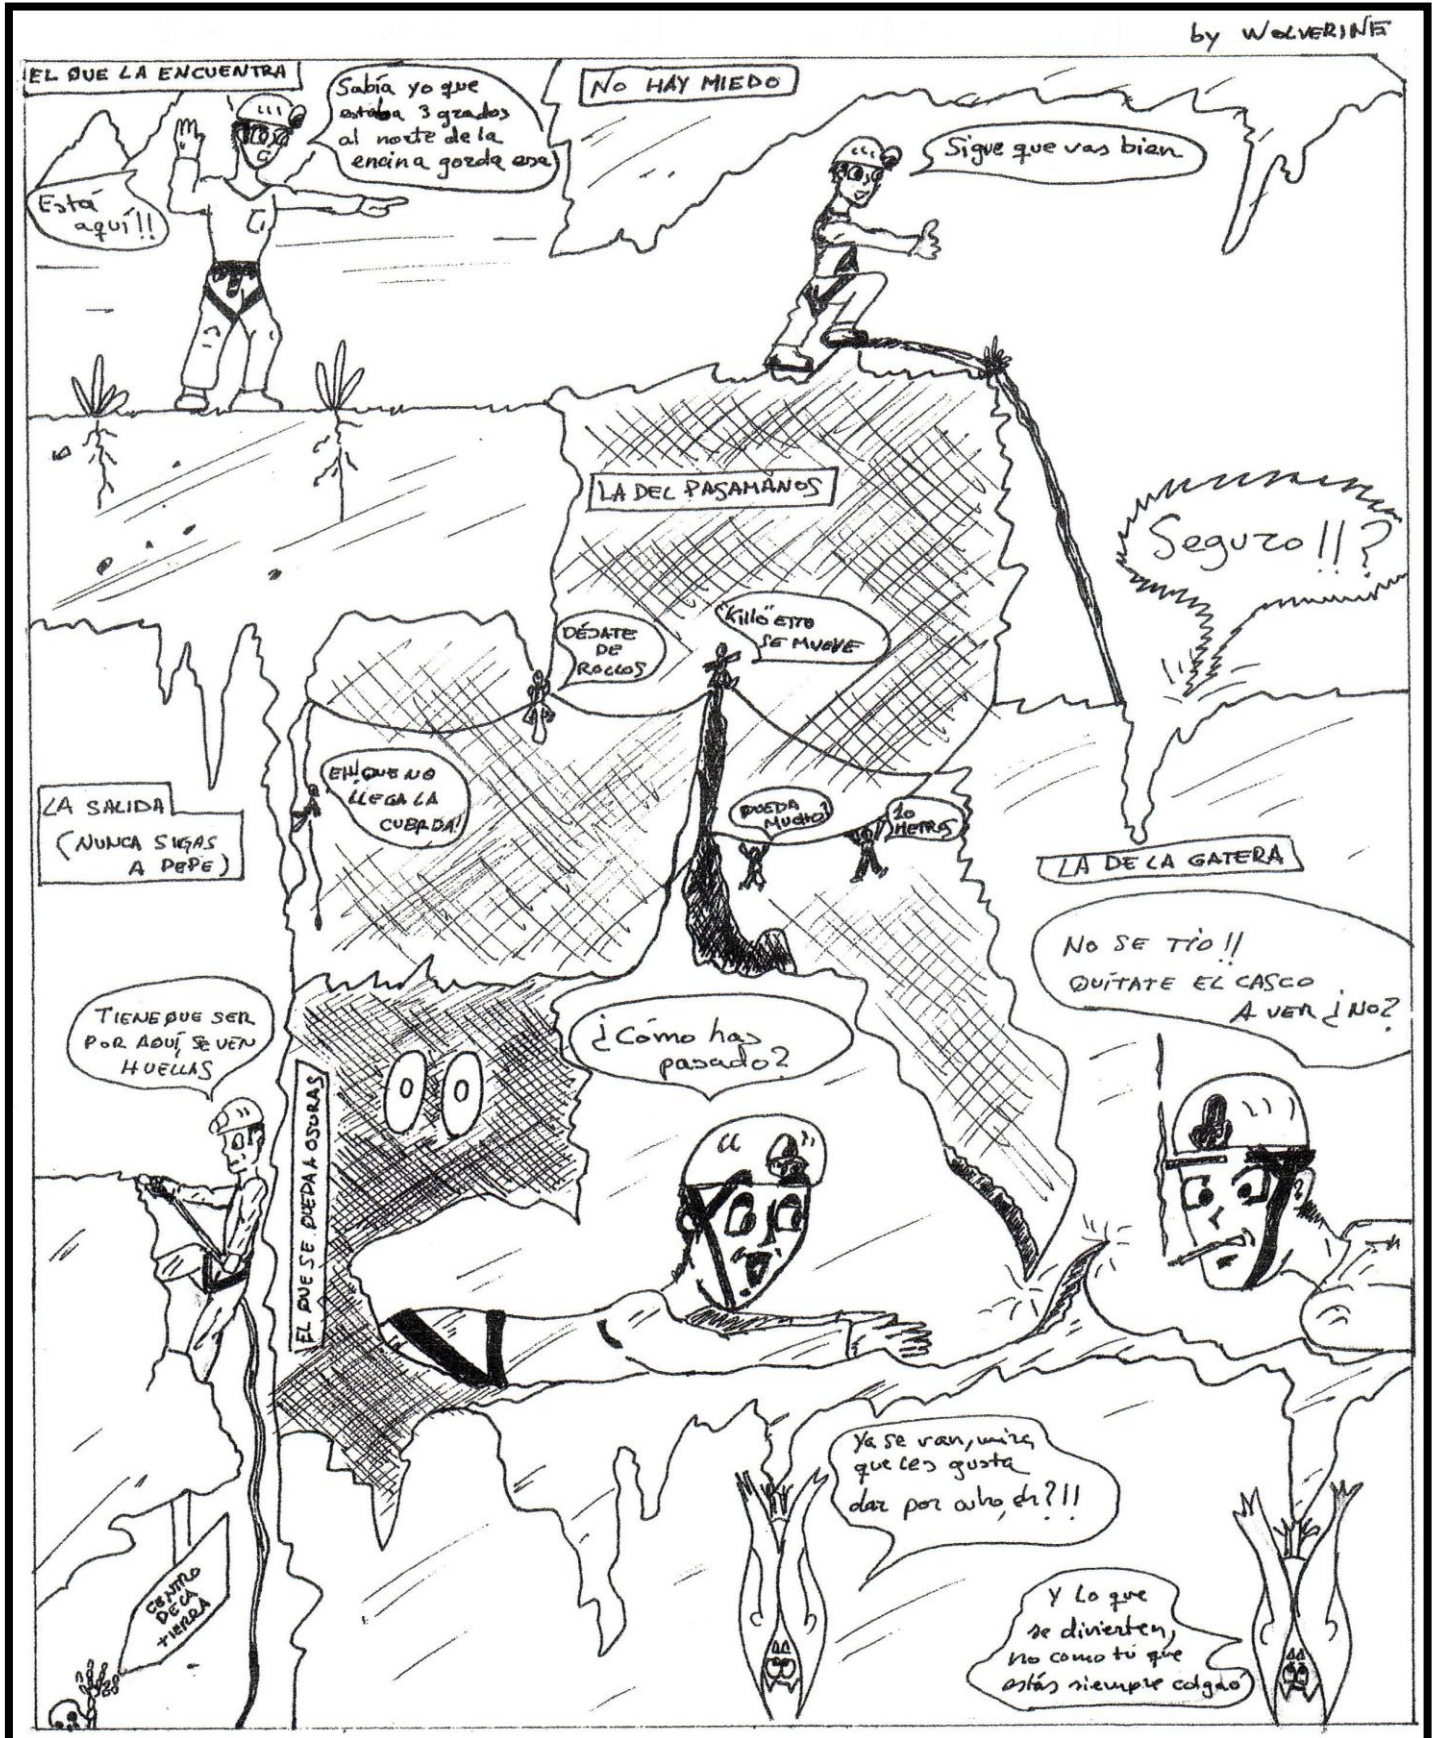 by WOLVERINE
EL QUE LA ENCUENTRA
Sabía yo que
estaba 3 grados
al norte de la
encina gorda esa
Está
aquí!!
NO HAY MIEDO
Sigue que vas bien
LA DEL PASAMANOS
Seguro!!?
DÉJATE
DE
ROLLOS
"Killo" ETTO
SE MUEVE
EH! QUE NO
LLEGA LA
CUERDA!
QUEDA
MUCHO?
10
METROS
LA SALIDA
(NUNCA SIGAS
A PEPE)
LA DE LA GATERA
NO SE TÍO!!
QUÍTATE EL CASCO
A VER ¿NO?
TIENE QUE SER
POR AQUÍ, SE VEN
HUELLAS
¿Cómo has
pasado?
EL QUE SE QUEDA A OSURAS
Ya se van, mira
que les gusta
dar por culo, eh?!!
CENTRO
DE LA
TIERRA
Y Lo que
se divierten,
no como tú que
estás siempre colgao